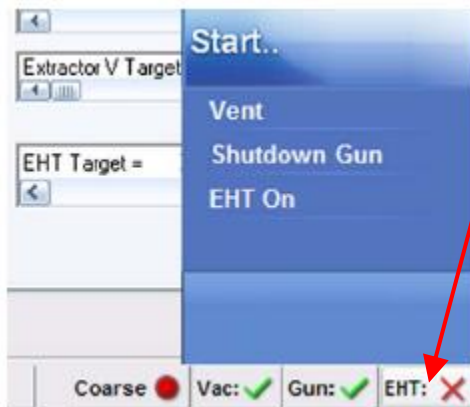 Start..
Extractor V Target
Vent
EHT Target =
Shutdown Gun
EHT On
Coarse
Vac:
Gun:
EHT: